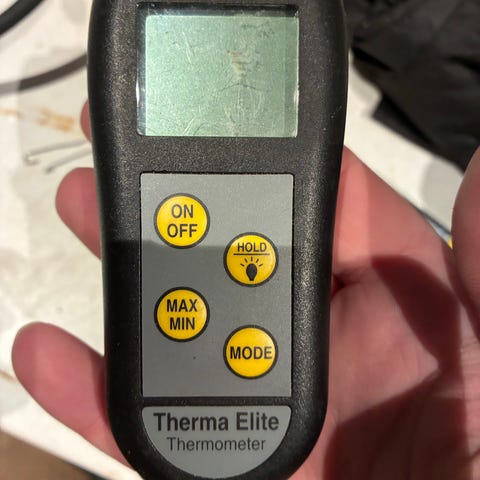 ON
OFF
HOLD
MAX
MIN
MODE
Therma Elite
Thermometer